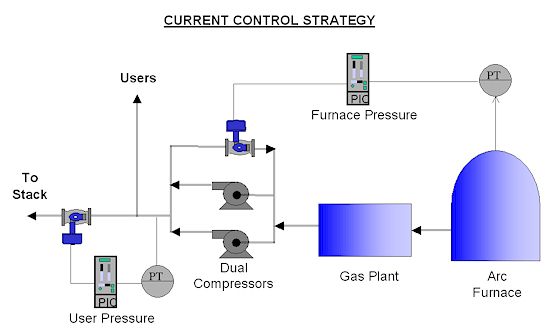 CURRENT CONTROL STRATEGY
Users
PIC
PT
Furnace Pressure
To
Stack
Dual
Compressors
Gas Plant
Arc
Furnace
PIC
PT
User Pressure